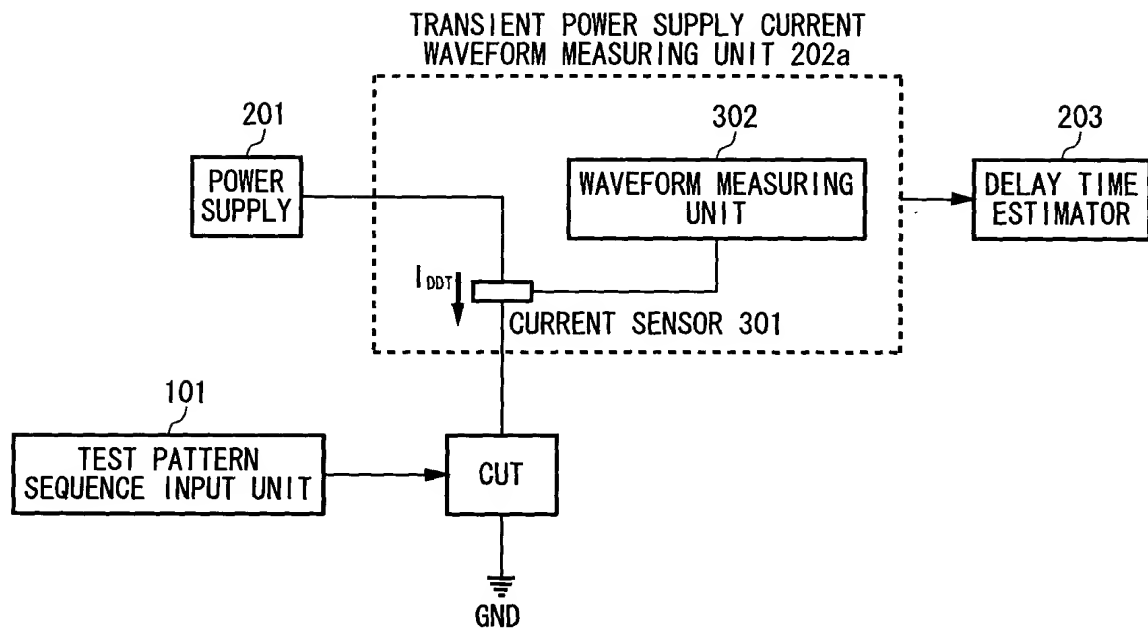 TRANSIENT POWER SUPPLY CURRENT
WAVEFORM MEASURING UNIT 202a
201
302
203
POWER
SUPPLY
WAVEFORM MEASURING
UNIT
DELAY TIME
ESTIMATOR
IDDT
CURRENT SENSOR 301
101
TEST PATTERN
SEQUENCE INPUT UNIT
CUT
GND